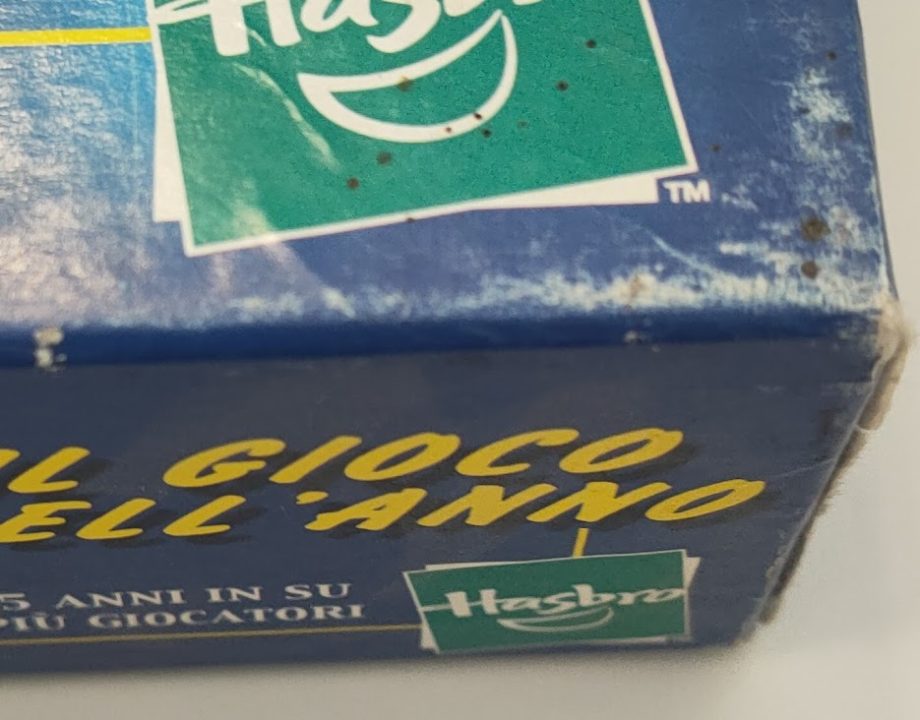 Hasbro
TM
IL GIOCO
ELL'ANNO
5 ANNI IN SU
PIÙ GIOCATORI
Hasbro